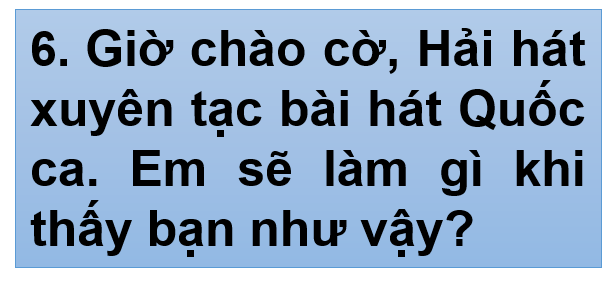 6. Giờ chào cờ, Hải hát
xuyên tạc bài hát Quốc
ca. Em sẽ làm gì khi
thấy bạn như vậy?